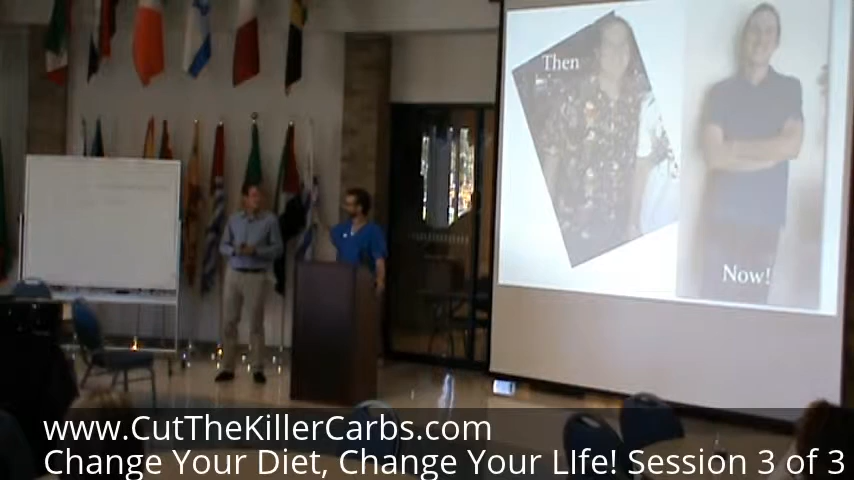 Then
Now!
www.CutTheKillerCarbs.com
Change Your Diet, Change Your LIfe! Session 3 of 3